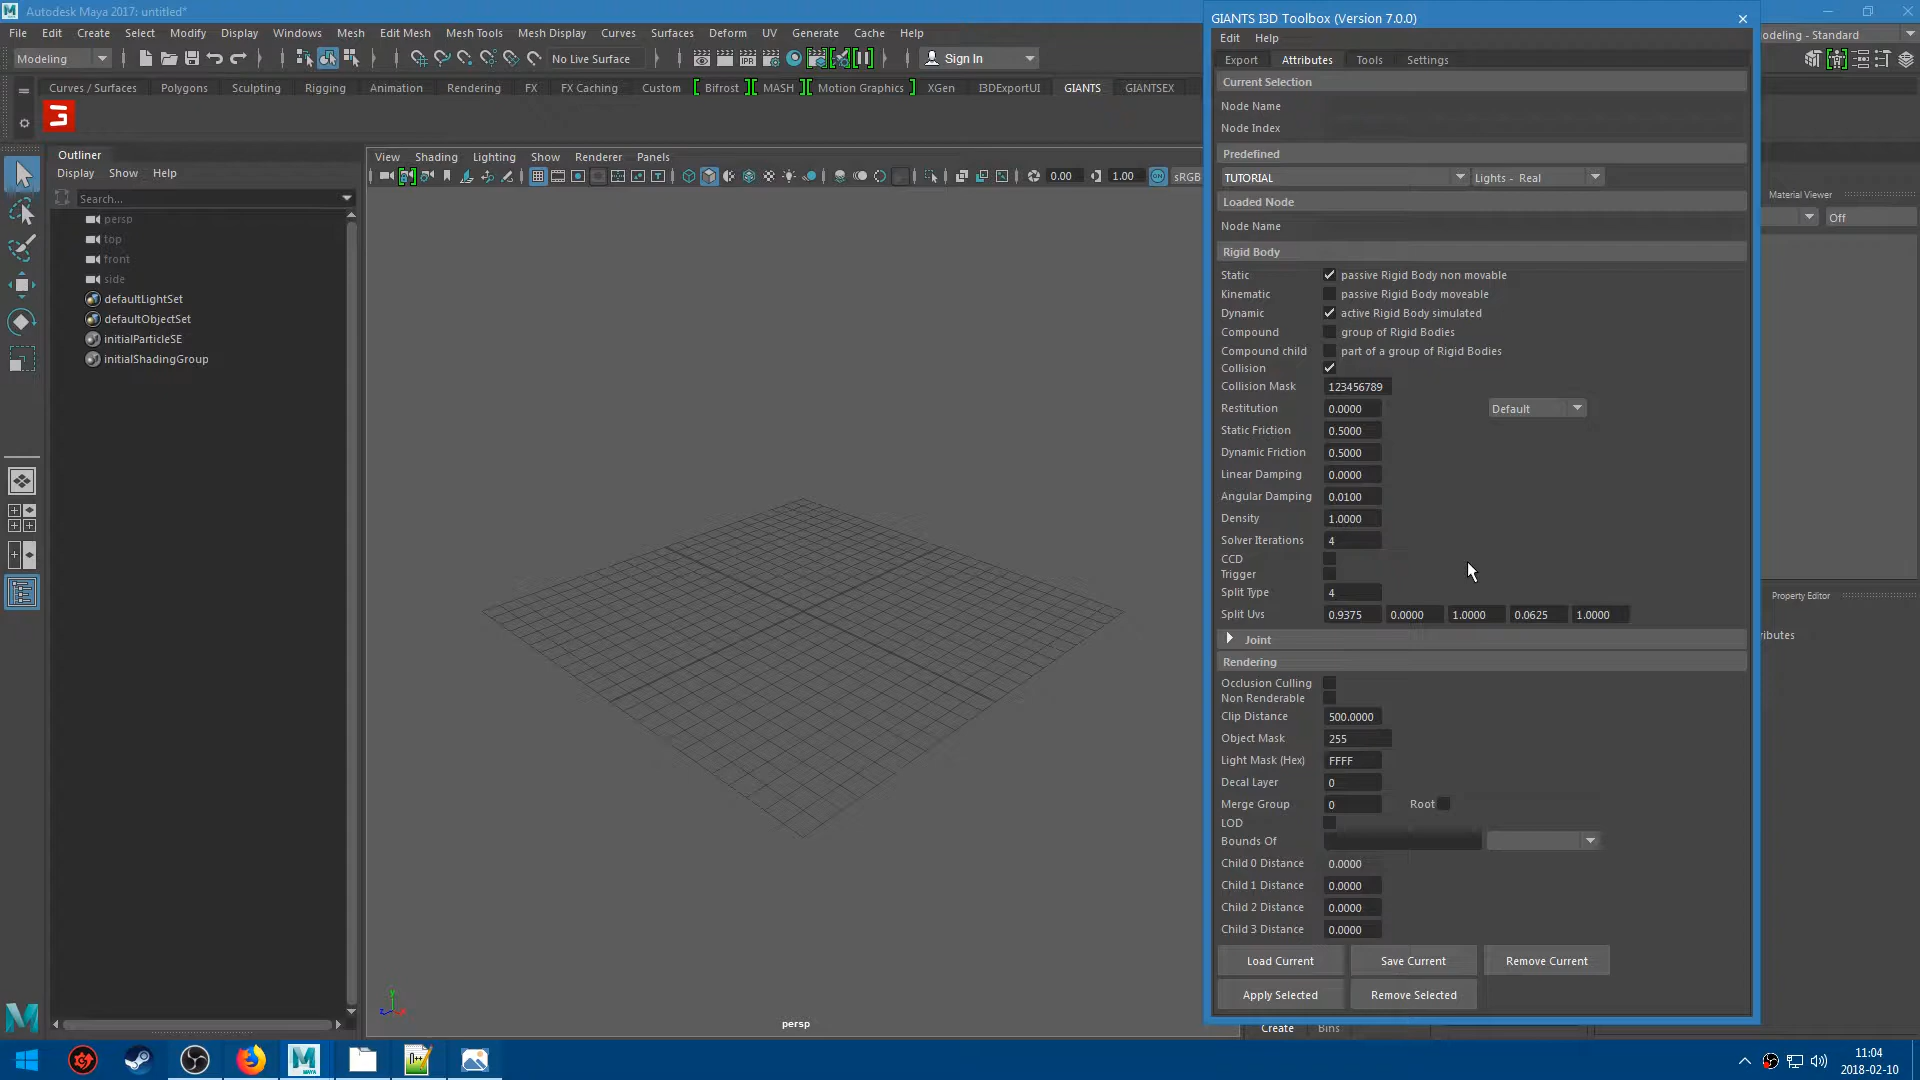 Autodesk Maya 2017: untitled*
File Edit Create Select Modify Display Windows Mesh Edit Mesh Mesh Tools Mesh Display Curves Surfaces Deform UV Generate Cache Help
Modeling No Live Surface Sign In
Curves / Surfaces Polygons Sculpting Rigging Animation Rendering FX FX Caching Custom Bifrost MASH Motion Graphics XGen I3DExportUI GIANTS GIANTSEX
Outliner
Display Show Help
Search...
persp
top
front
side
defaultLightSet
defaultObjectSet
initialParticleSE
initialShadingGroup
View Shading Lighting Show Renderer Panels
0.00 1.00 sRGB
persp
y
GIANTS I3D Toolbox (Version 7.0.0)
Edit Help
Export Attributes Tools Settings
Current Selection
Node Name
Node Index
Predefined
TUTORIAL Lights - Real
Loaded Node
Node Name
Rigid Body
Static passive Rigid Body non movable
Kinematic passive Rigid Body moveable
Dynamic active Rigid Body simulated
Compound group of Rigid Bodies
Compound child part of a group of Rigid Bodies
Collision
Collision Mask 123456789
Restitution 0.0000 Default
Static Friction 0.5000
Dynamic Friction 0.5000
Linear Damping 0.0000
Angular Damping 0.0100
Density 1.0000
Solver Iterations 4
CCD
Trigger
Split Type 4
Split Uvs 0.9375 0.0000 1.0000 0.0625 1.0000
Joint
Rendering
Occlusion Culling
Non Renderable
Clip Distance 500.0000
Object Mask 255
Light Mask (Hex) FFFF
Decal Layer 0
Merge Group 0 Root
LOD
Bounds Of
Child 0 Distance 0.0000
Child 1 Distance 0.0000
Child 2 Distance 0.0000
Child 3 Distance 0.0000
Load Current Save Current Remove Current
Apply Selected Remove Selected
Create Bins
odeling - Standard
Material Viewer
Off
Property Editor
ibutes
11:04
2018-02-10